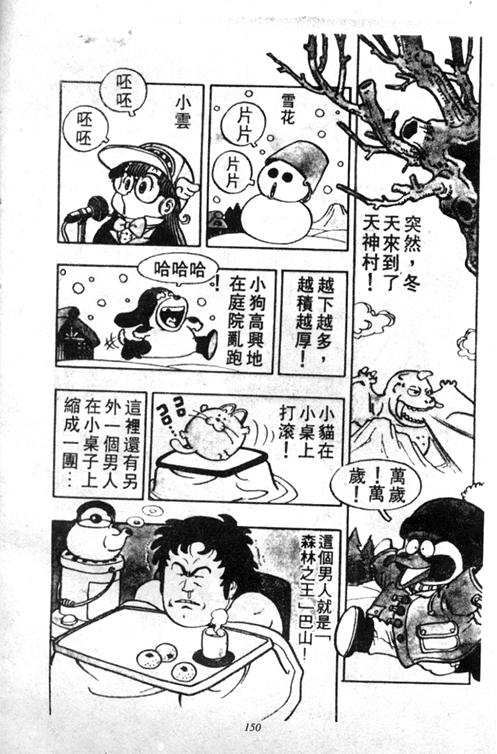 突然，冬
天來到了
天神村！
萬歲
！萬
歲！
雪花
片片
片片
小雲
呸呸
呸呸
越下越多，
越積越厚！
小狗高興地
在庭院亂跑
！
哈哈哈
小貓在
小桌上
打滾！
コロ
コロ…
這裡還有另
外一個男人
在小桌子上
縮成一團…
這個男人就是「
森林之王」巴山！
150